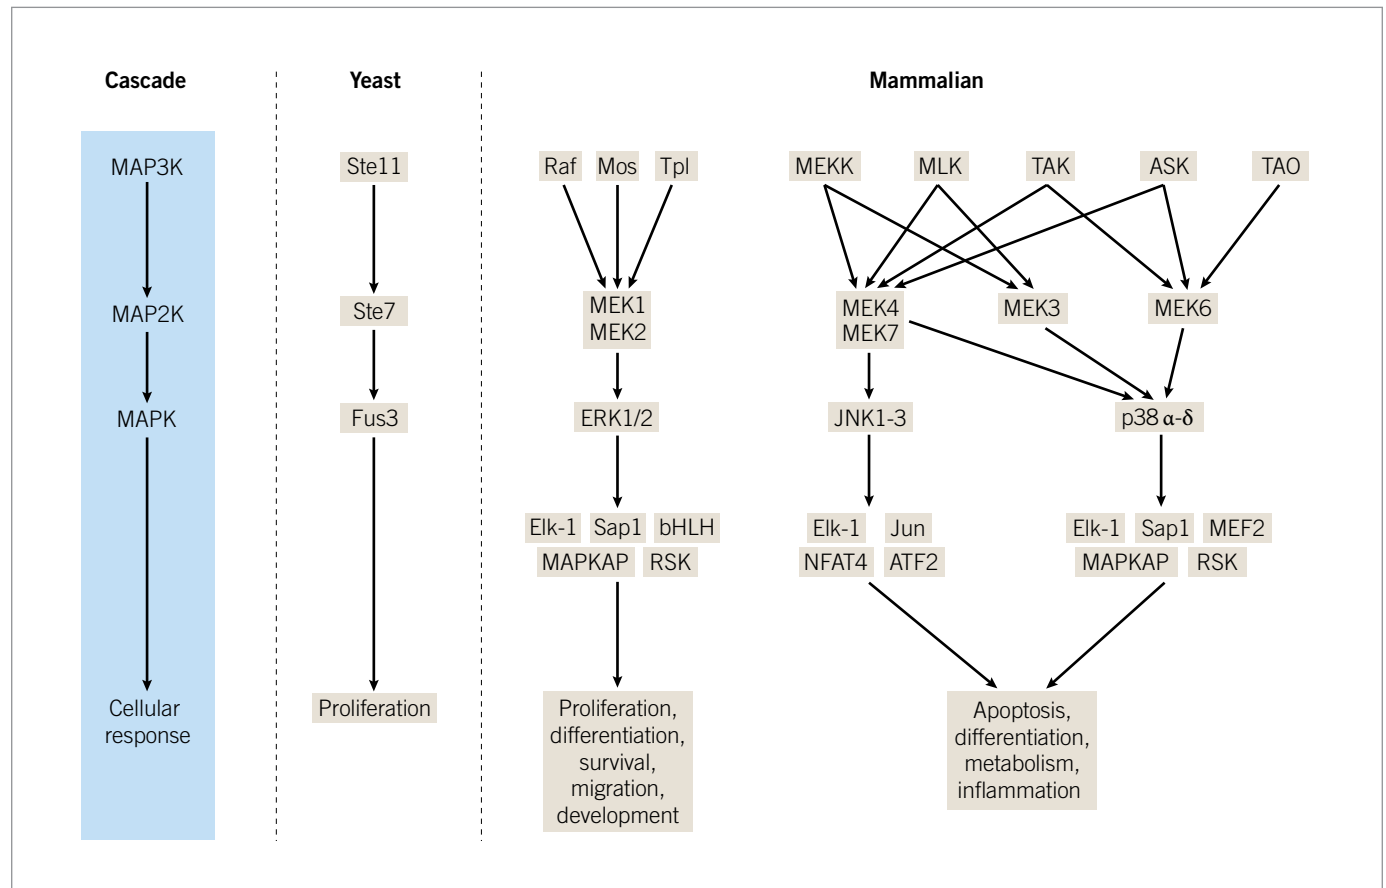 Cascade
Yeast
Mammalian
MAP3K
Ste11
Raf
Mos
Tpl
MEKK
MLK
TAK
ASK
TAO
MAP2K
Ste7
MEK1
MEK2
MEK4
MEK7
MEK3
MEK6
MAPK
Fus3
ERK1/2
JNK1-3
p38 α-δ
Elk-1
Sap1
bHLH
MAPKAP
RSK
Elk-1
Jun
NFAT4
ATF2
Elk-1
Sap1
MEF2
MAPKAP
RSK
Cellular
response
Proliferation
Proliferation,
differentiation,
survival,
migration,
development
Apoptosis,
differentiation,
metabolism,
inflammation